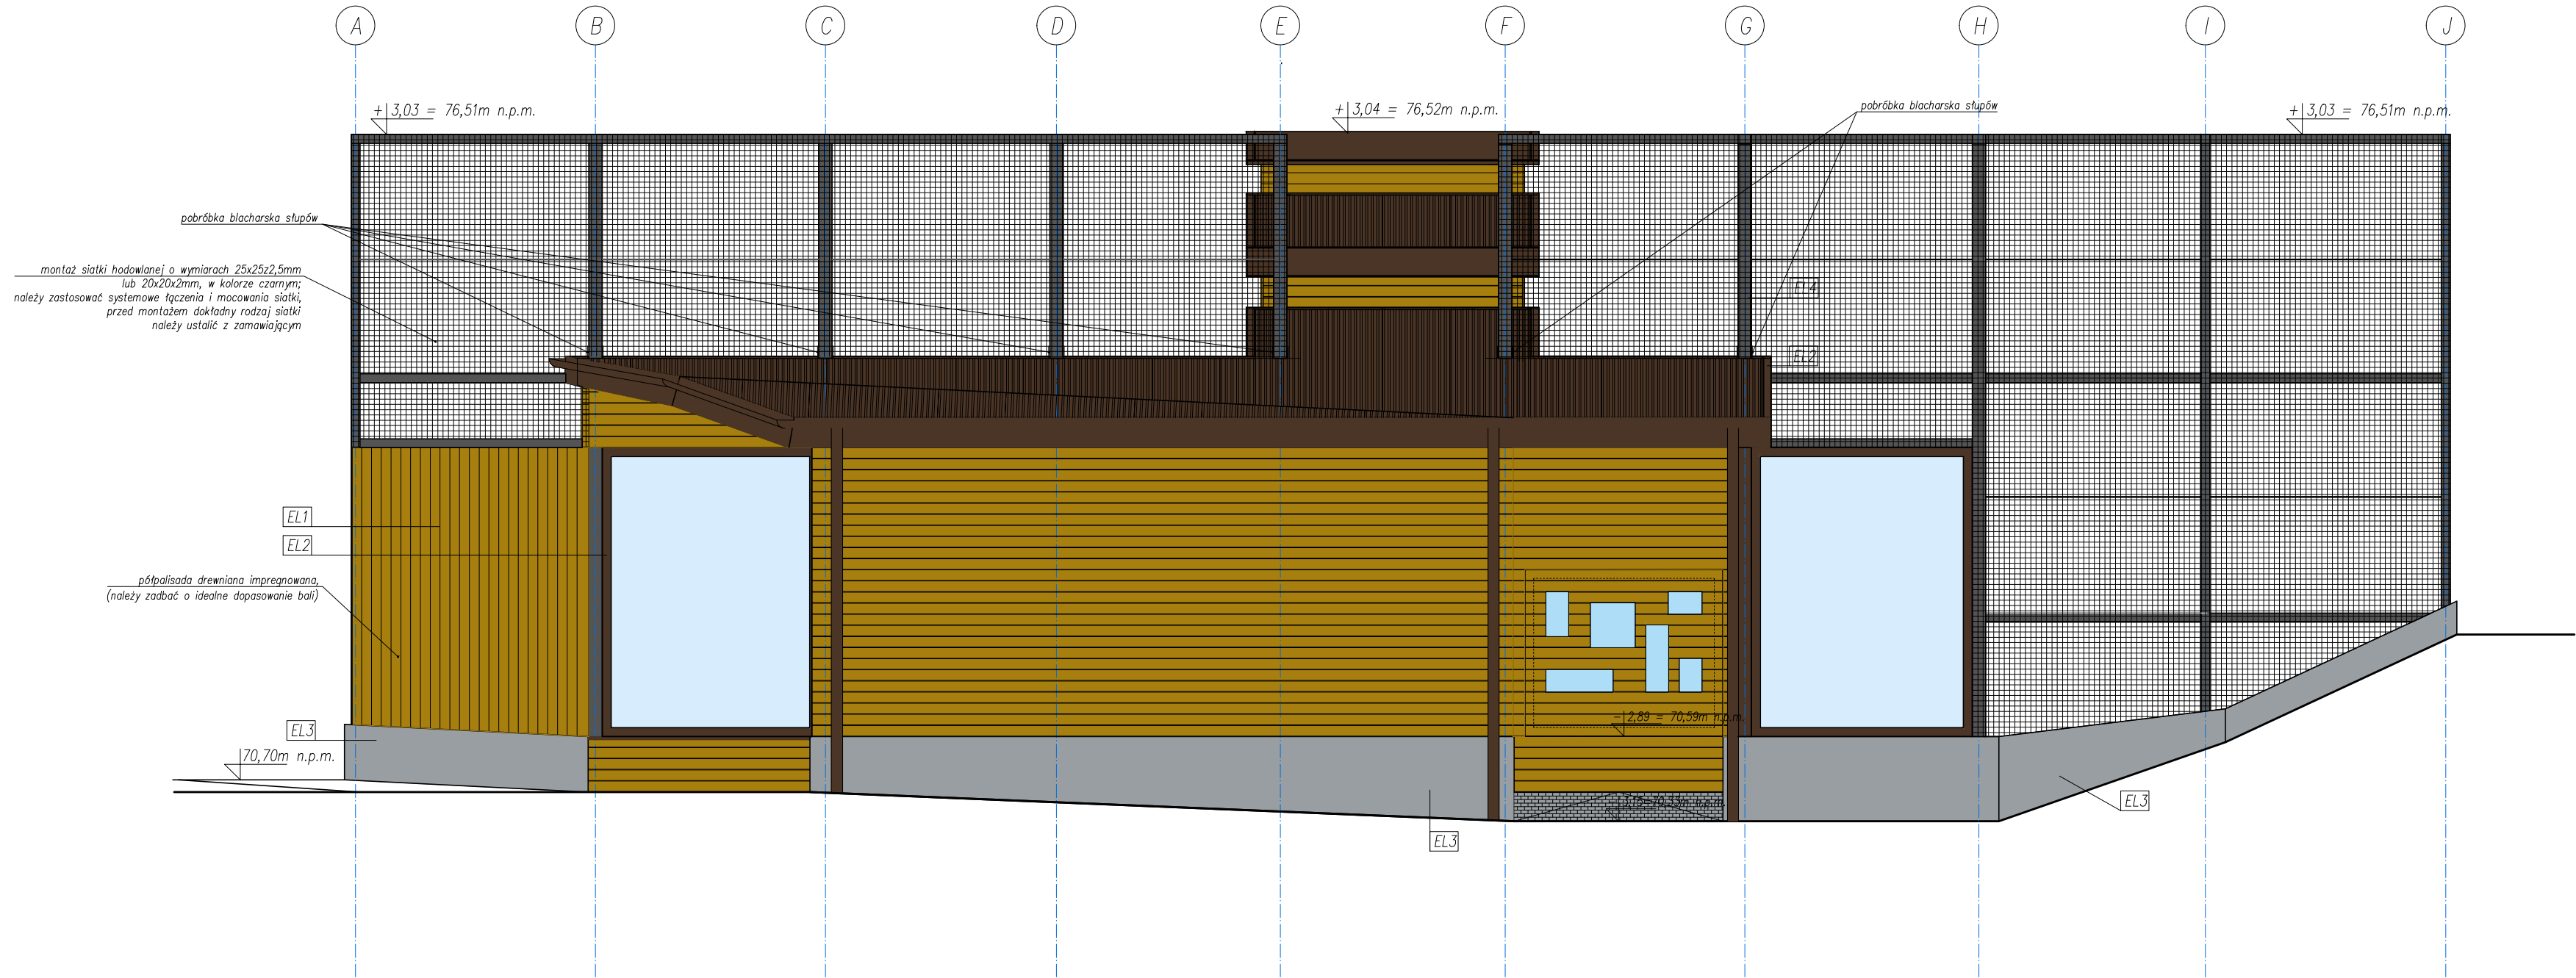 A B C D E F G H I J
+3,03 = 76,51m n.p.m.
+3,04 = 76,52m n.p.m.
pobróbka blacharska słupów
+3,03 = 76,51m n.p.m.
pobróbka blacharska słupów
montaż siatki hodowlanej o wymiarach 25x25z2,5mm
lub 20x20x2mm, w kolorze czarnym;
należy zastosować systemowe łączenia i mocowania siatki,
przed montażem dokładny rodzaj siatki
należy ustalić z zamawiającym
EL4
EL2
EL1
EL2
półpalisada drewniana impregnowana,
(należy zadbać o idealne dopasowanie bali)
-2,89 = 70,59m n.p.m.
EL3
70,70m n.p.m.
EL3
EL3